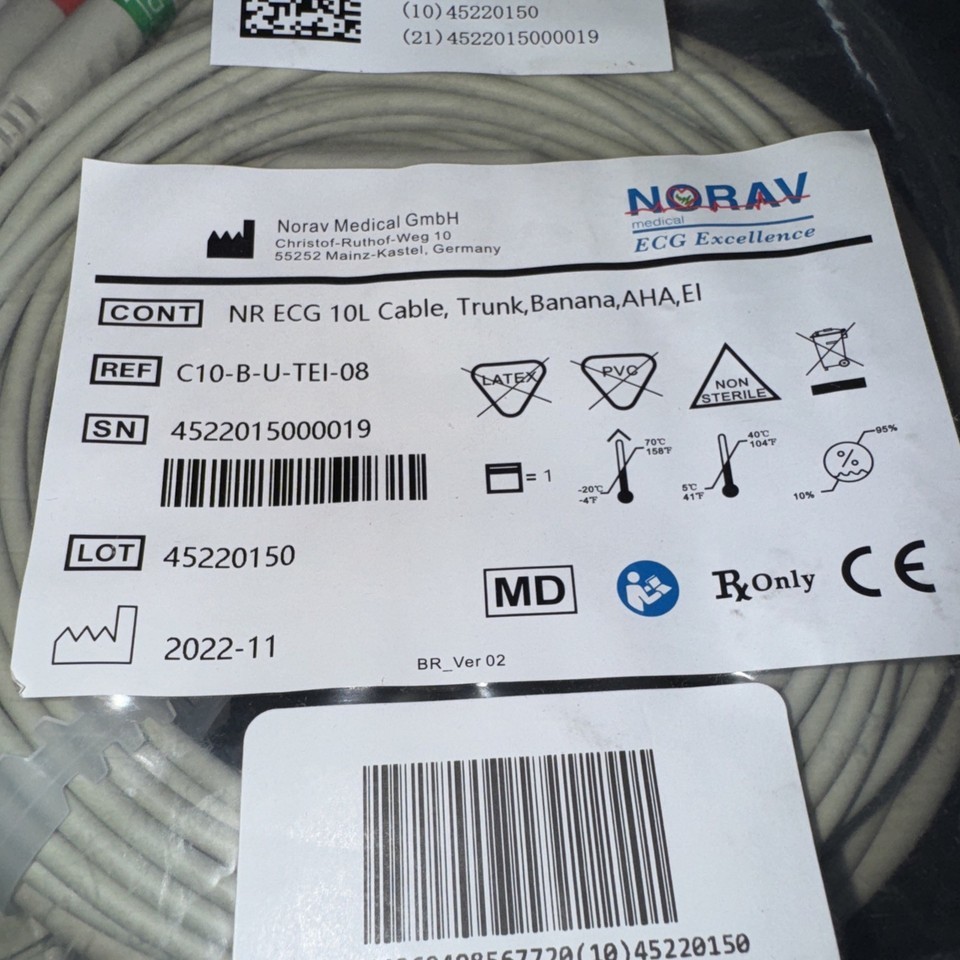 (10)45220150
(21)4522015000019
Norav Medical GmbH
Christof-Ruthof-Weg 10
55252 Mainz-Kastel, Germany
NORAV
medical
ECG Excellence
CONT NR ECG 10L Cable, Trunk,Banana,AHA,EI
REF C10-B-U-TEI-08
LATEX PVC NON STERILE
SN 4522015000019
= 1
-20℃ -4℉ 70℃ 158℉
5℃ 41℉ 40℃ 104℉
10% % 95%
LOT 45220150
MD
Rx Only
CE
2022-11
BR_Ver 02
(10)45220150